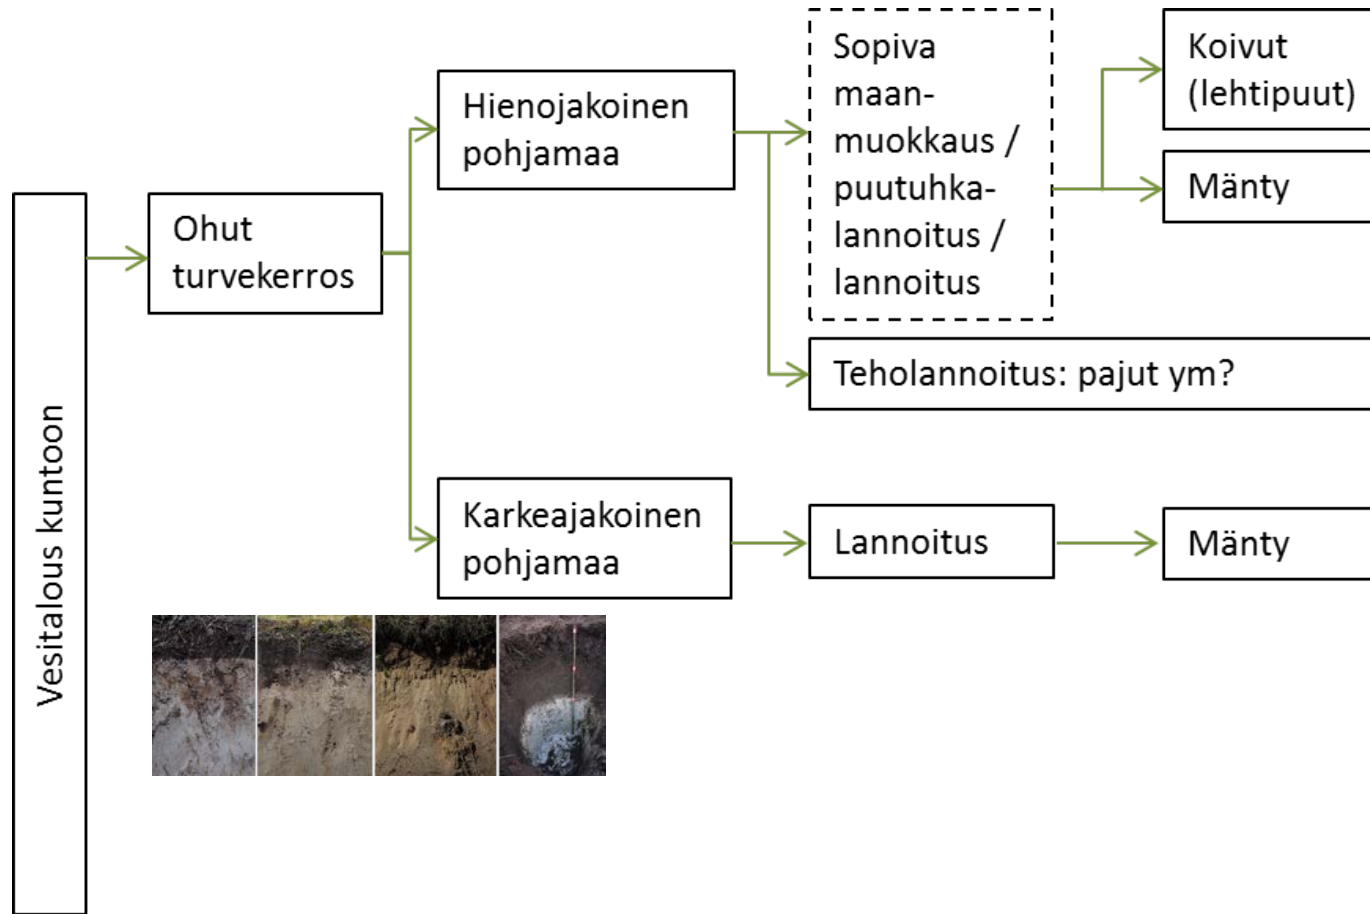 Vesitalous kuntoon
Ohut
turvekerros
Hienojakoinen
pohjamaa
Sopiva
maan-
muokkaus /
puutuhka-
lannoitus /
lannoitus
Koivut
(lehtipuut)
Mänty
Teholannoitus: pajut ym?
Karkeajakoinen
pohjamaa
Lannoitus
Mänty